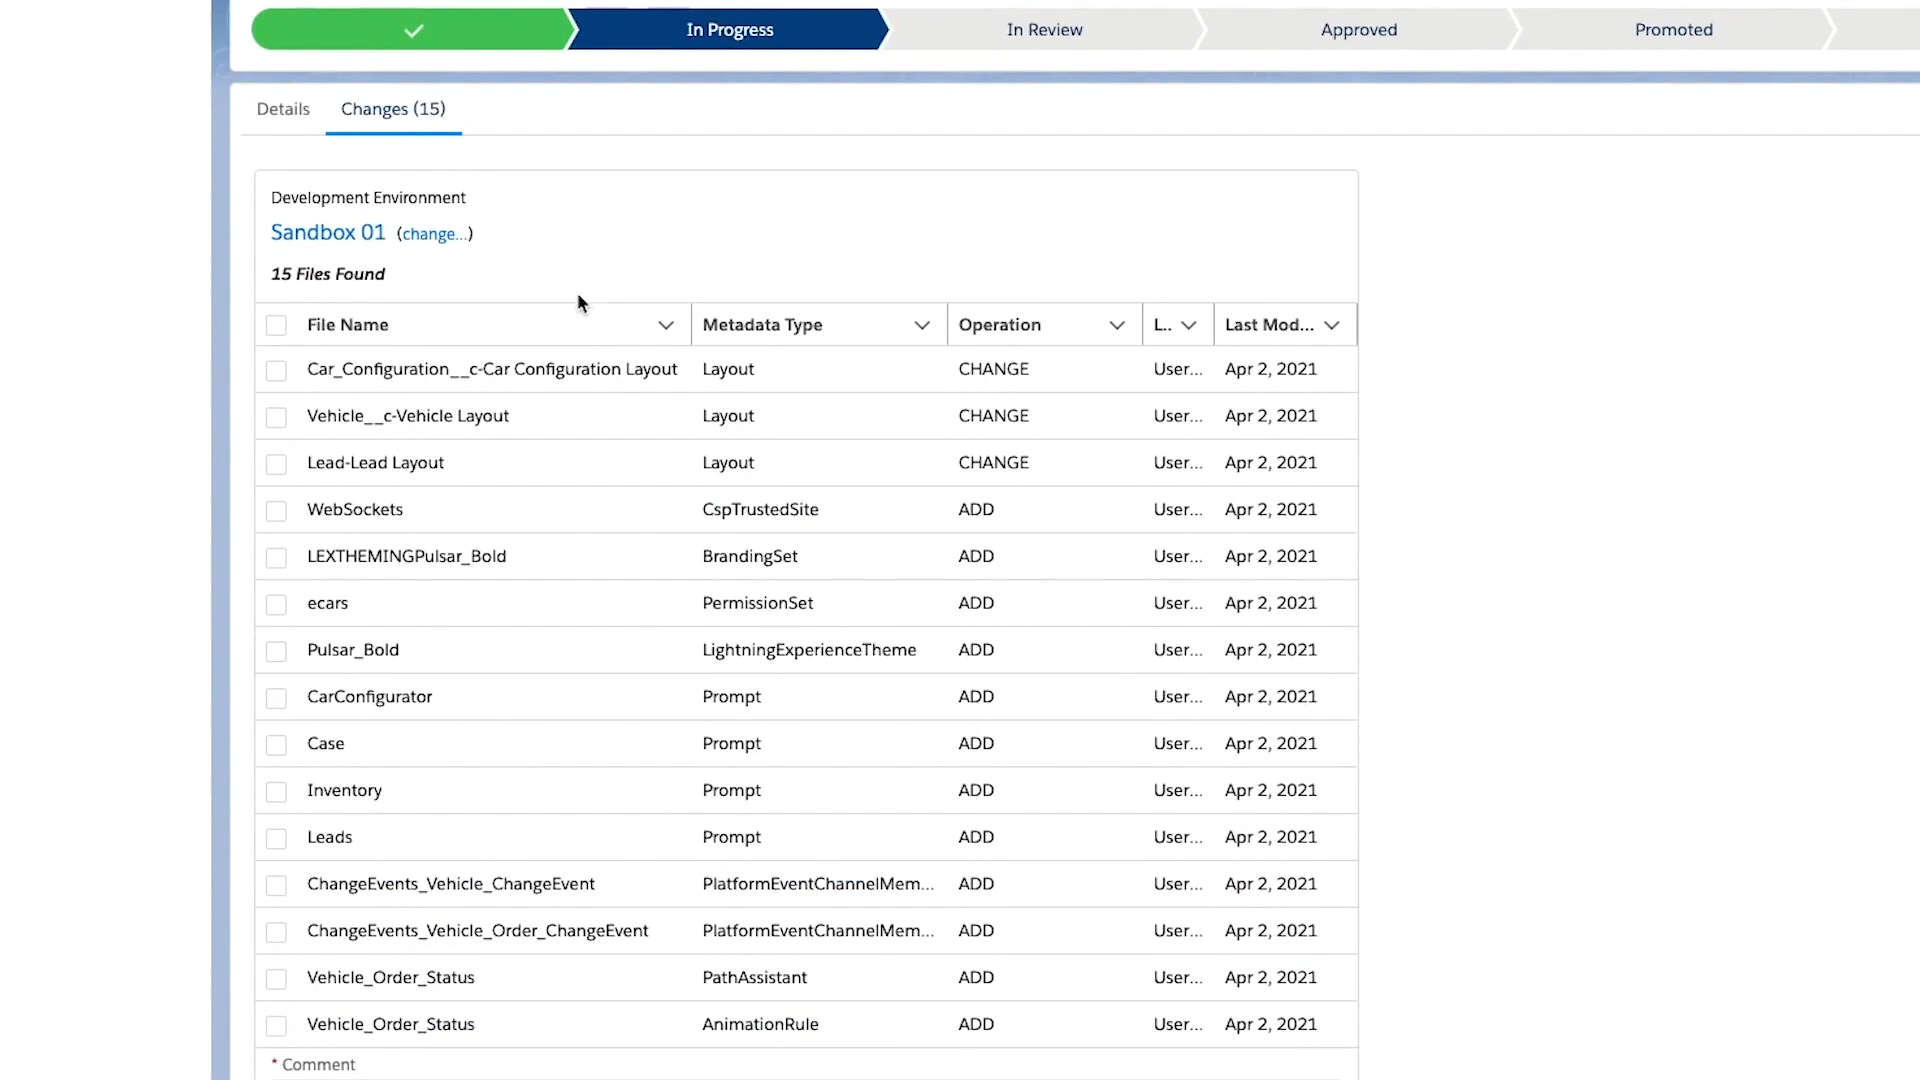 In Progress
In Review
Approved
Promoted
Details
Changes (15)
Development Environment
Sandbox 01 (change...)
15 Files Found
File Name Metadata Type Operation L.. Last Mod...
Car_Configuration__c-Car Configuration Layout Layout CHANGE User... Apr 2, 2021
Vehicle__c-Vehicle Layout Layout CHANGE User... Apr 2, 2021
Lead-Lead Layout Layout CHANGE User... Apr 2, 2021
WebSockets CspTrustedSite ADD User... Apr 2, 2021
LEXTHEMINGPulsar_Bold BrandingSet ADD User... Apr 2, 2021
ecars PermissionSet ADD User... Apr 2, 2021
Pulsar_Bold LightningExperienceTheme ADD User... Apr 2, 2021
CarConfigurator Prompt ADD User... Apr 2, 2021
Case Prompt ADD User... Apr 2, 2021
Inventory Prompt ADD User... Apr 2, 2021
Leads Prompt ADD User... Apr 2, 2021
ChangeEvents_Vehicle_ChangeEvent PlatformEventChannelMem... ADD User... Apr 2, 2021
ChangeEvents_Vehicle_Order_ChangeEvent PlatformEventChannelMem... ADD User... Apr 2, 2021
Vehicle_Order_Status PathAssistant ADD User... Apr 2, 2021
Vehicle_Order_Status AnimationRule ADD User... Apr 2, 2021
* Comment